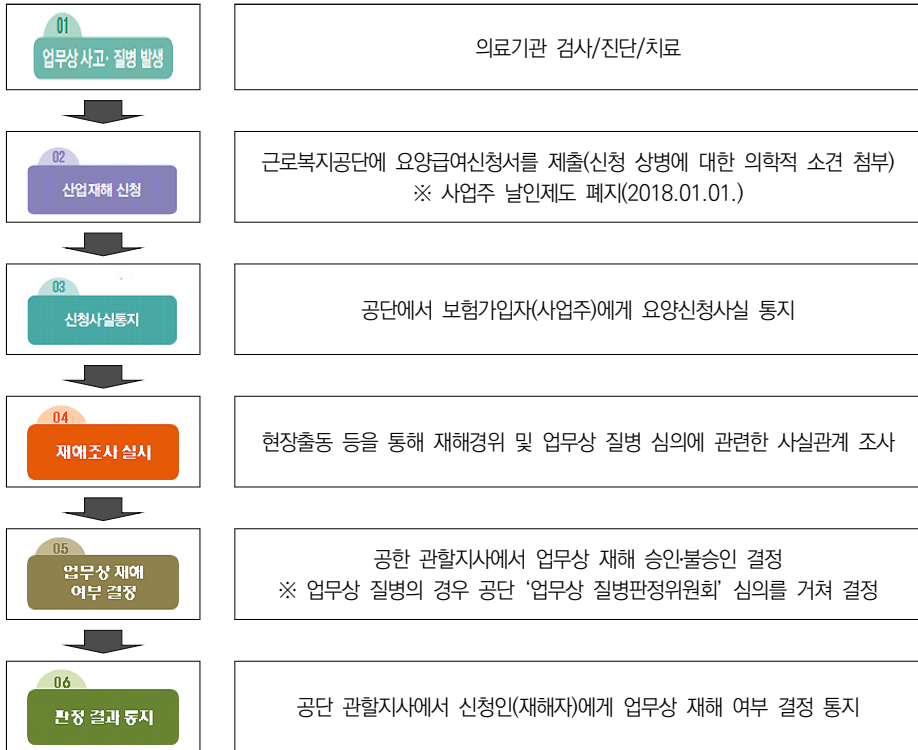 01
업무상 사고· 질병 발생
의료기관 검사/진단/치료
02
산업재해 신청
근로복지공단에 요양급여신청서를 제출(신청 상병에 대한 의학적 소견 첨부)
※ 사업주 날인제도 폐지(2018.01.01.)
03
신청사실통지
공단에서 보험가입자(사업주)에게 요양신청사실 통지
04
재해조사 실시
현장출동 등을 통해 재해경위 및 업무상 질병 심의에 관련한 사실관계 조사
05
업무상 재해
여부 결정
공한 관할지사에서 업무상 재해 승인·불승인 결정
※ 업무상 질병의 경우 공단 ‘업무상 질병판정위원회’ 심의를 거쳐 결정
06
판정 결과 통지
공단 관할지사에서 신청인(재해자)에게 업무상 재해 여부 결정 통지